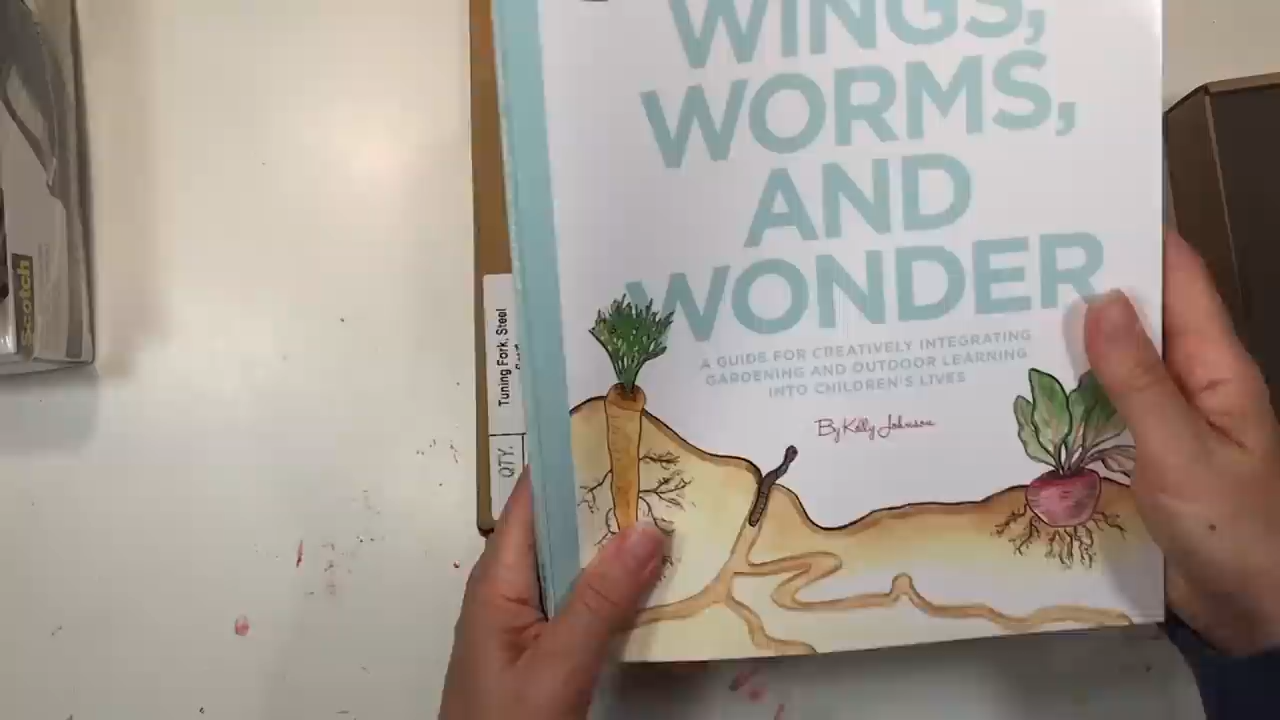 WINGS,
WORMS,
AND
WONDER
A GUIDE FOR CREATIVELY INTEGRATING
GARDENING AND OUTDOOR LEARNING
INTO CHILDREN'S LIVES
By Kelly Johnson
Tuning Fork, Steel
QTY.
Scotch